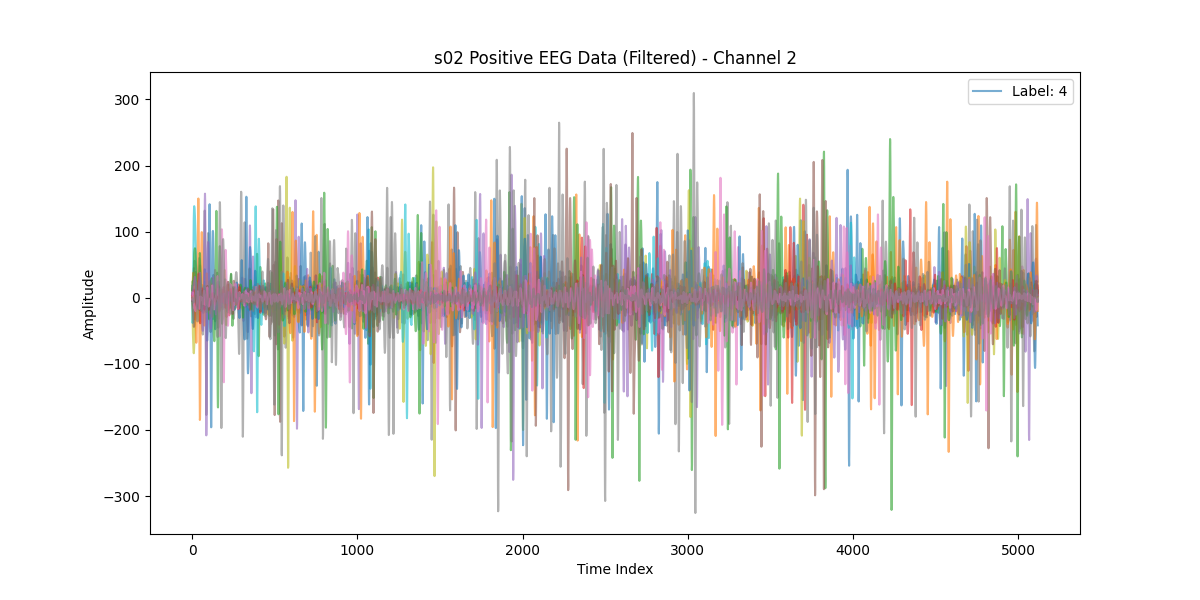 s02 Positive EEG Data (Filtered) - Channel 2
Label: 4
Amplitude
300
200
100
0
−100
−200
−300
0 1000 2000 3000 4000 5000
Time Index